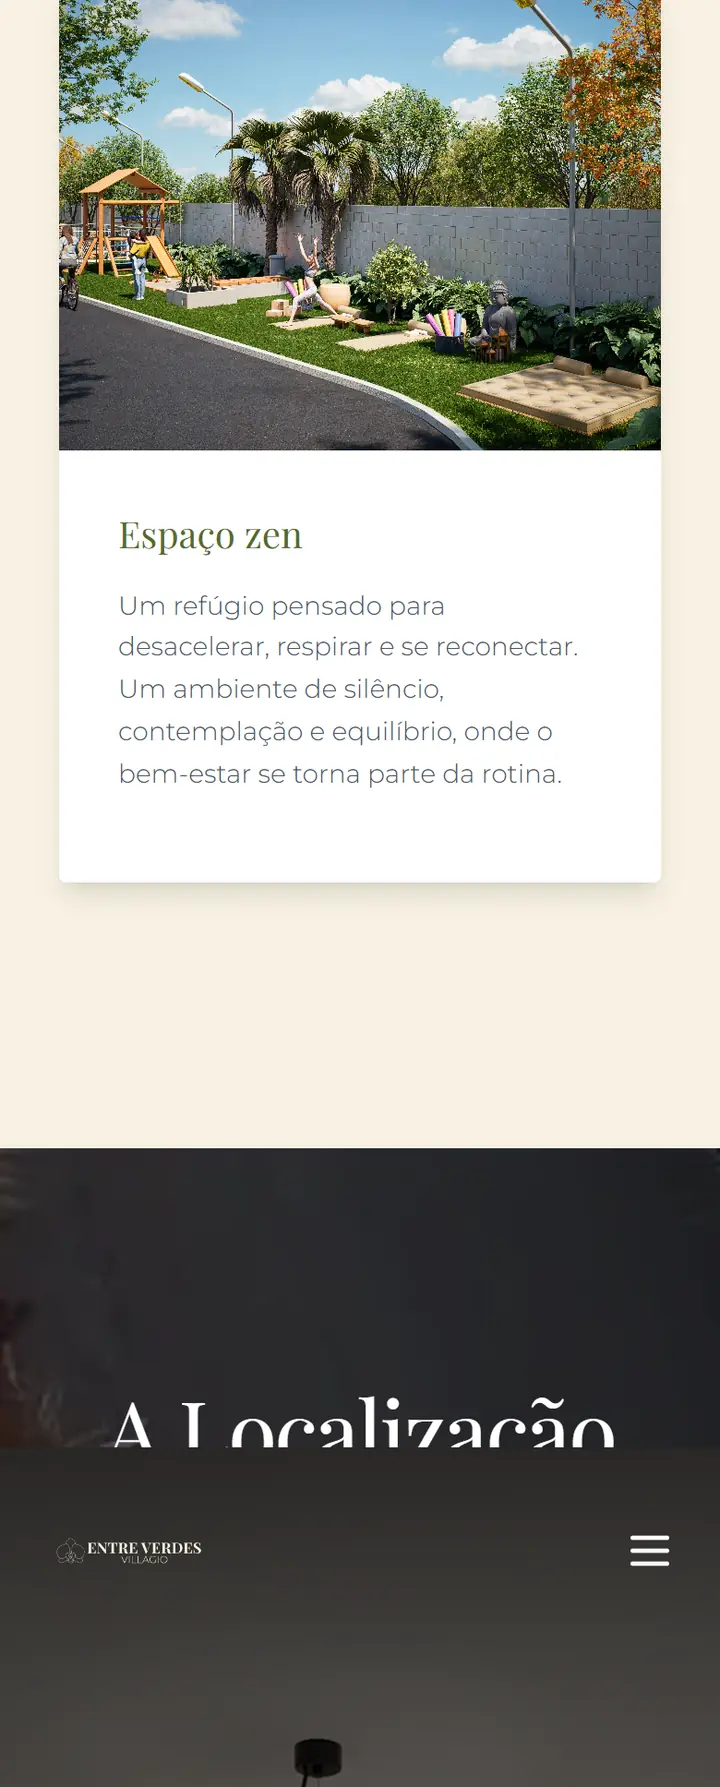 Espaço zen
Um refúgio pensado para
desacelerar, respirar e se reconectar.
Um ambiente de silêncio,
contemplação e equilíbrio, onde o
bem-estar se torna parte da rotina.
A Localização
ENTRE VERDES
VILLAGIO